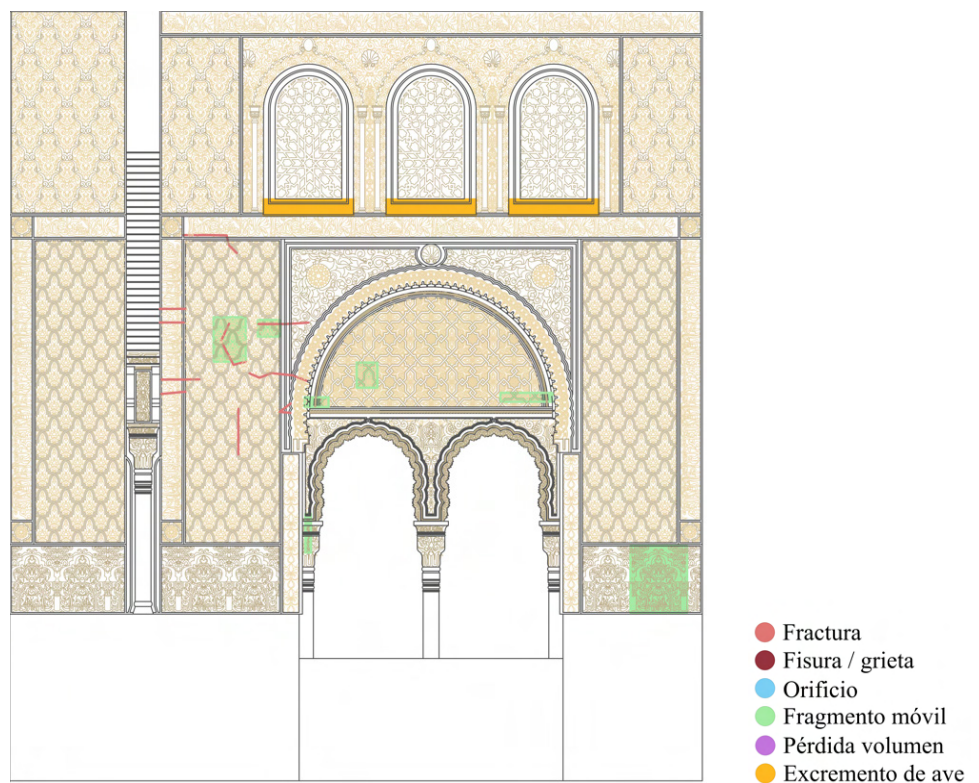 Fractura
Fisura / grieta
Orificio
Fragmento móvil
Pérdida volumen
Excremento de ave